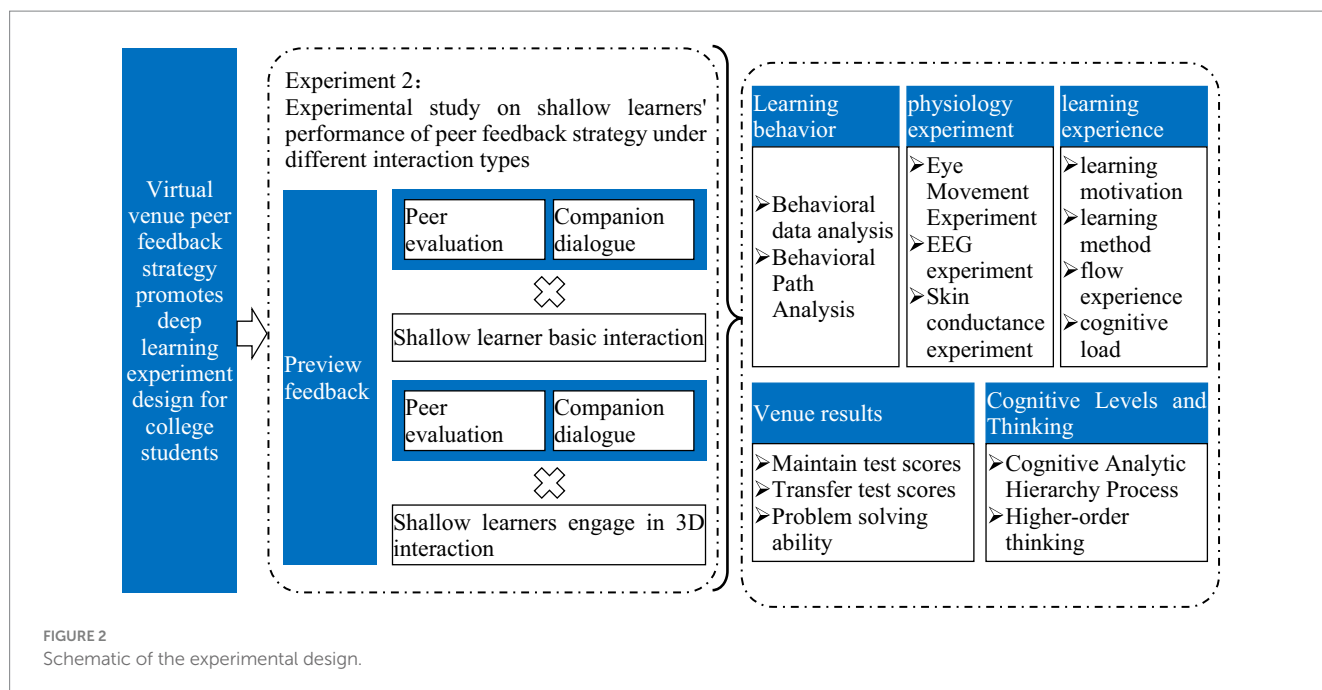 Virtual
venue peer
feedback
strategy
promotes
deep
learning
experiment
design for
college
students
Experiment 2：
Experimental study on shallow learners'
performance of peer feedback strategy under
different interaction types
Preview
feedback
Peer
evaluation
Companion
dialogue
Shallow learner basic interaction
Peer
evaluation
Companion
dialogue
Shallow learners engage in 3D
interaction
Learning
behavior
➢Behavioral
data analysis
➢Behavioral
Path
Analysis
physiology
experiment
➢Eye
Movement
Experiment
➢EEG
experiment
➢Skin
conductance
experiment
learning
experience
➢learning
motivation
➢learning
method
➢flow
experience
➢cognitive
load
Venue results
➢Maintain test scores
➢Transfer test scores
➢Problem solving
ability
Cognitive Levels and
Thinking
➢Cognitive Analytic
Hierarchy Process
➢Higher-order
thinking
FIGURE 2
Schematic of the experimental design.